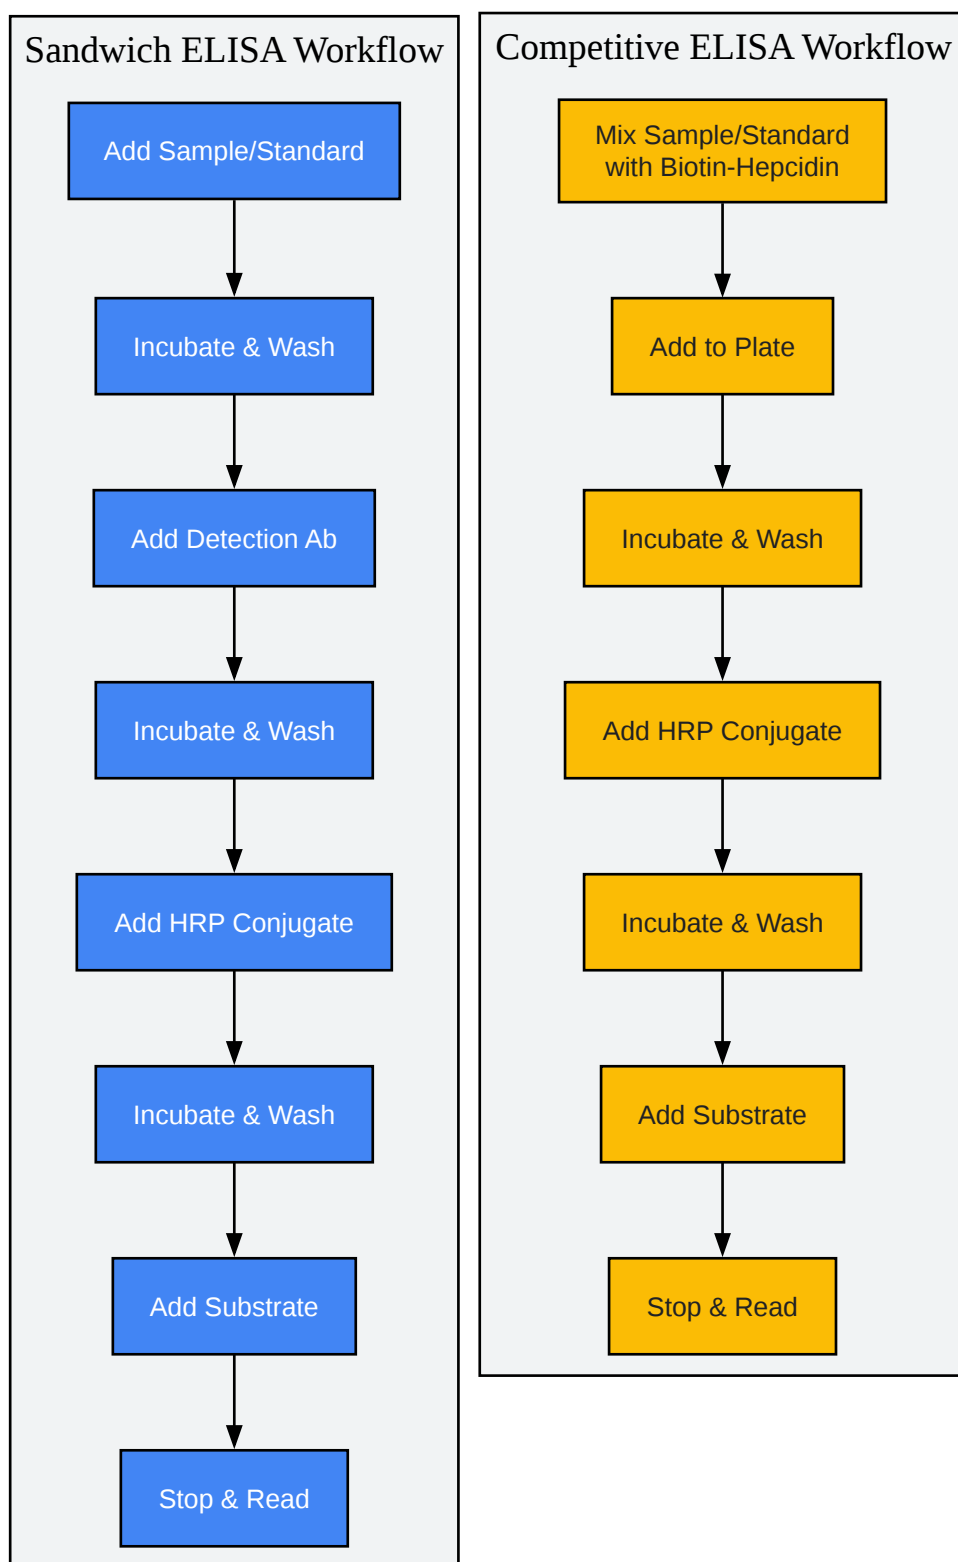 Sandwich ELISA Workflow
Add Sample/Standard
Incubate & Wash
Add Detection Ab
Incubate & Wash
Add HRP Conjugate
Incubate & Wash
Add Substrate
Stop & Read
Competitive ELISA Workflow
Mix Sample/Standard
with Biotin-Hepcidin
Add to Plate
Incubate & Wash
Add HRP Conjugate
Incubate & Wash
Add Substrate
Stop & Read